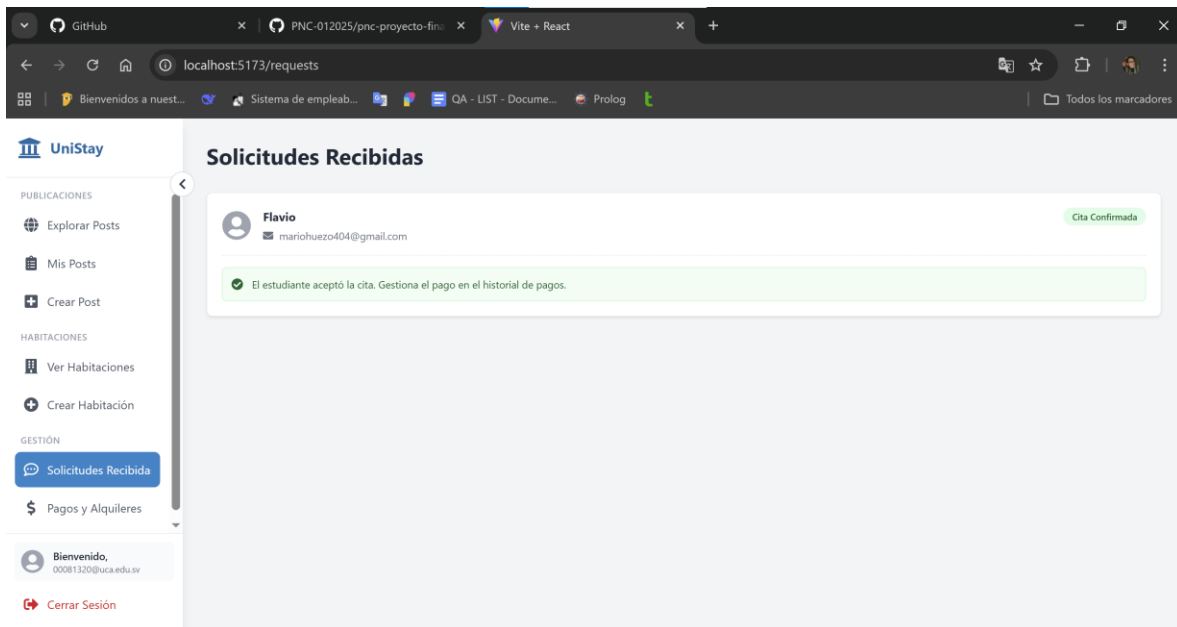 GitHub
PNC-012025/pnc-proyecto-fina
Vite + React
localhost:5173/requests
Bienvenidos a nuest...
Sistema de empleab...
QA - LIST - Docume...
Prolog
Todos los marcadores
UniStay
PUBLICACIONES
Explorar Posts
Mis Posts
Crear Post
HABITACIONES
Ver Habitaciones
Crear Habitación
GESTIÓN
Solicitudes Recibida
Pagos y Alquileres
Bienvenido,
00081320@uca.edu.sv
Cerrar Sesión
Solicitudes Recibidas
Flavio
mariohuezo404@gmail.com
Cita Confirmada
El estudiante aceptó la cita. Gestiona el pago en el historial de pagos.